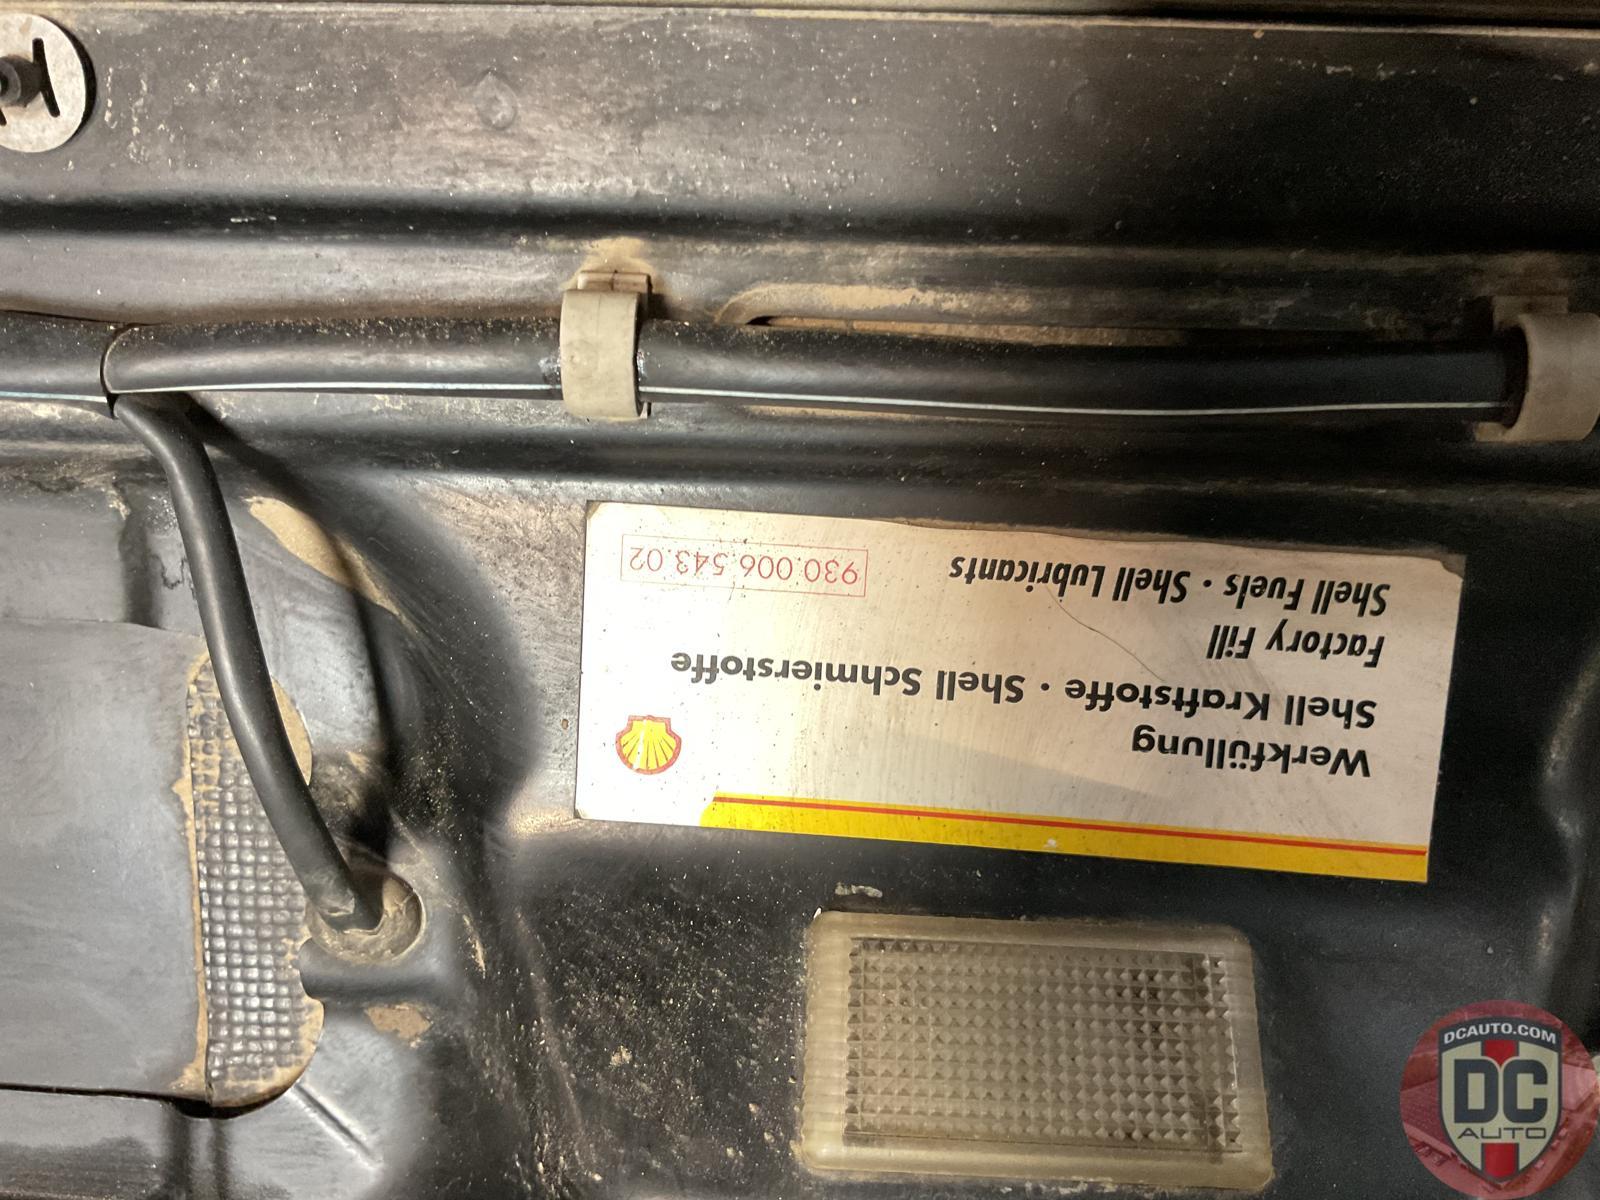 Werkfüllung
Shell Kraftstoffe · Shell Schmierstoffe
Factory Fill
Shell Fuels · Shell Lubricants
930.006.543.02
DCAUTO.COM
DC
AUTO